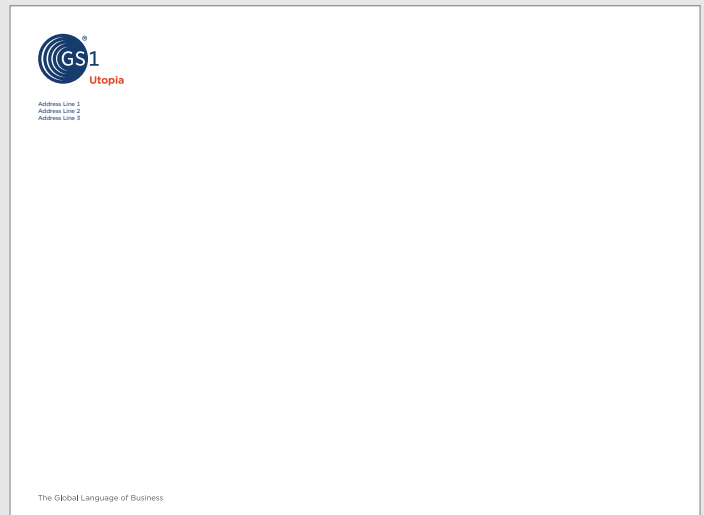 GS1®
Utopia
Address Line 1
Address Line 2
Address Line 3
The Global Language of Business